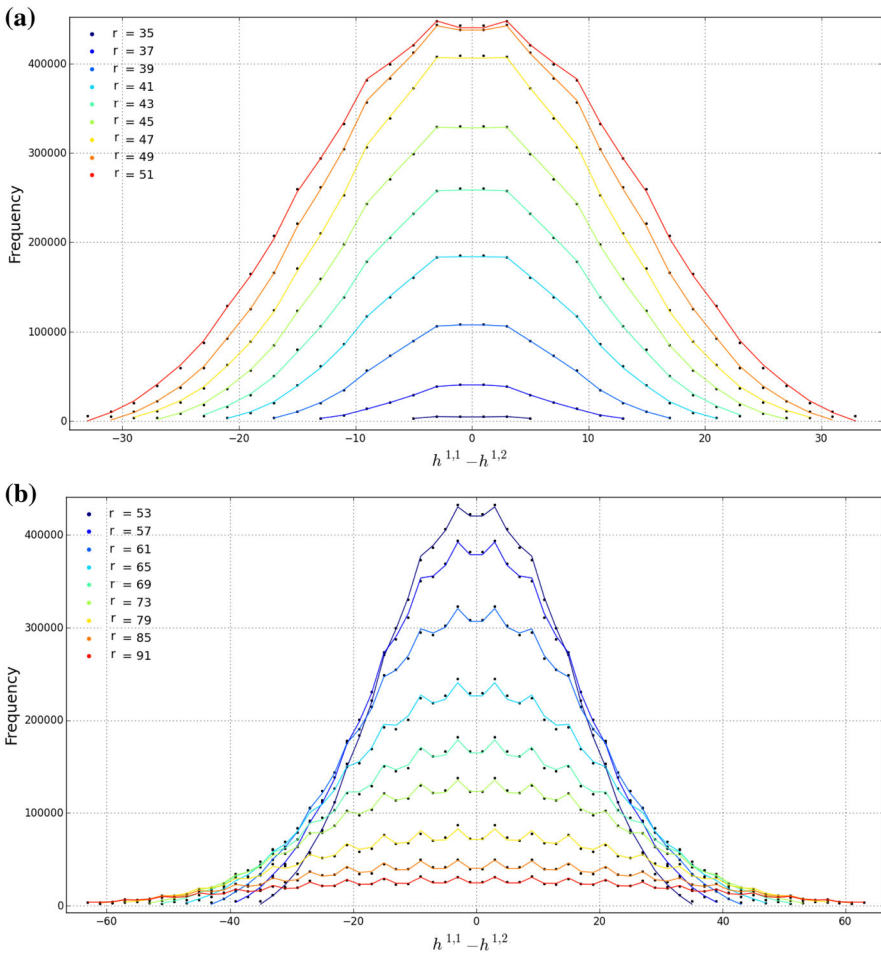 (a)
r = 35
r = 37
r = 39
r = 41
r = 43
r = 45
r = 47
r = 49
r = 51
Frequency
400000
300000
200000
100000
0
−30 −20 −10 0 10 20 30
h^{1,1} − h^{1,2}
(b)
r = 53
r = 57
r = 61
r = 65
r = 69
r = 73
r = 79
r = 85
r = 91
Frequency
400000
300000
200000
100000
0
−60 −40 −20 0 20 40 60
h^{1,1} − h^{1,2}